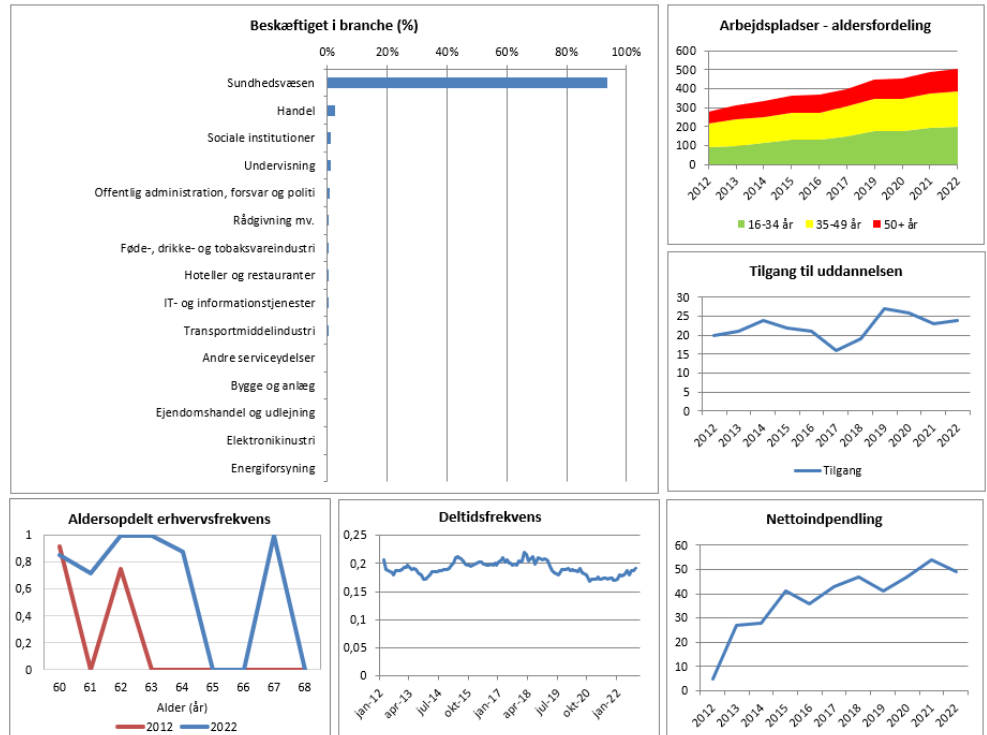 Beskæftiget i branche (%)
0% 20% 40% 60% 80% 100%
Sundhedsvæsen
Handel
Sociale institutioner
Undervisning
Offentlig administration, forsvar og politi
Rådgivning mv.
Føde-, drikke- og tobaksvareindustri
Hoteller og restauranter
IT- og informationstjenester
Transportmiddelindustri
Andre serviceydelser
Bygge og anlæg
Ejendomshandel og udlejning
Elektronikinustri
Energiforsyning
Arbejdspladser - aldersfordeling
600
500
400
300
200
100
0
2012 2013 2014 2015 2016 2017 2019 2020 2021 2022
16-34 år 35-49 år 50+ år
Tilgang til uddannelsen
30
25
20
15
10
5
0
2012 2013 2014 2015 2016 2017 2018 2019 2020 2021 2022
Tilgang
Aldersopdelt erhvervsfrekvens
1
0,8
0,6
0,4
0,2
0
60 61 62 63 64 65 66 67 68
Alder (år)
2012 2022
Deltidsfrekvens
0,25
0,2
0,15
0,1
0,05
0
jan-12 apr-13 jul-14 okt-15 jan-17 apr-18 jul-19 okt-20 jan-22
Nettoindpendling
60
50
40
30
20
10
0
2012 2013 2014 2015 2016 2017 2018 2019 2020 2021 2022